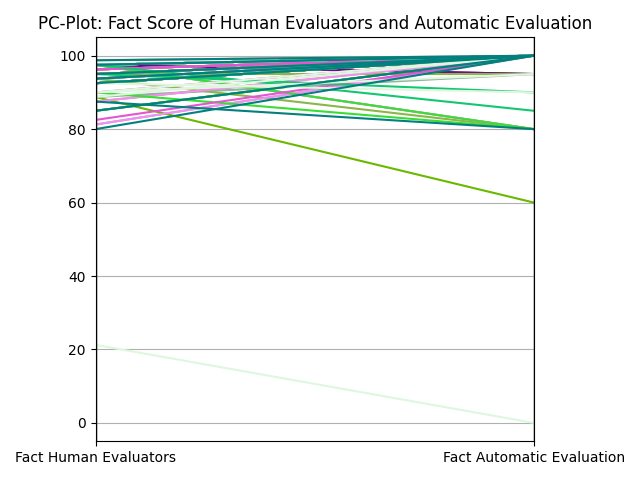 PC-Plot: Fact Score of Human Evaluators and Automatic Evaluation
100
80
60
40
20
0
Fact Human Evaluators
Fact Automatic Evaluation